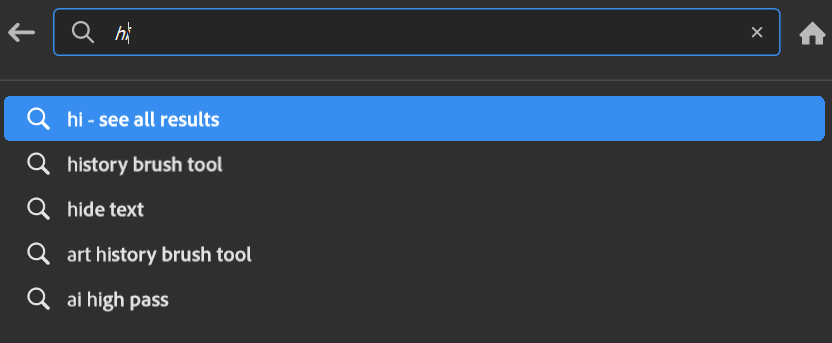 hi
hi - see all results
history brush tool
hide text
art history brush tool
ai high pass